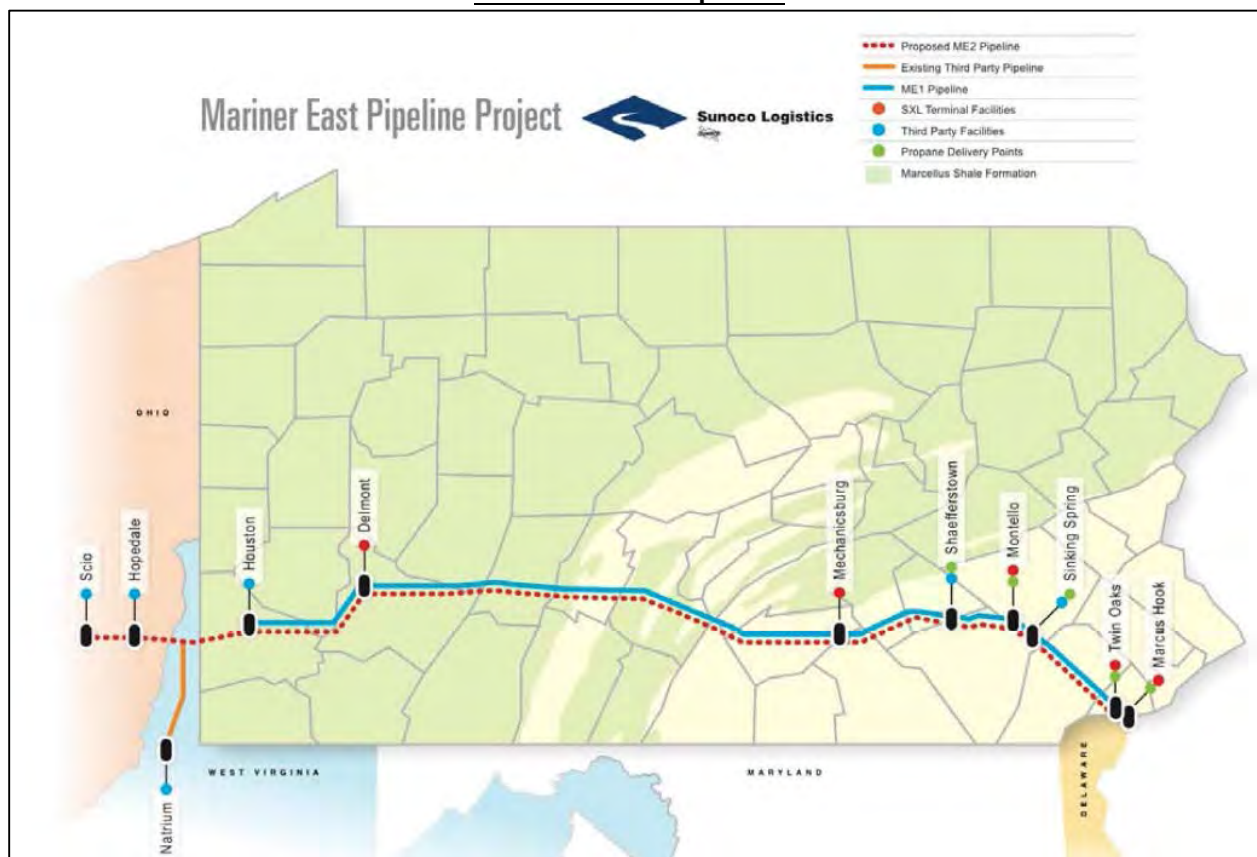 Proposed ME2 Pipeline
Existing Third Party Pipeline
ME1 Pipeline
SXL Terminal Facilities
Third Party Facilities
Propane Delivery Points
Marcellus Shale Formation
Mariner East Pipeline Project
Sunoco Logistics
OHIO
Scio
Hopedale
Houston
Delmont
Mechanicsburg
Shaefferstown
Montello
Sinking Spring
Twin Oaks
Marcus Hook
Natrium
WEST VIRGINIA
MARYLAND
DELAWARE